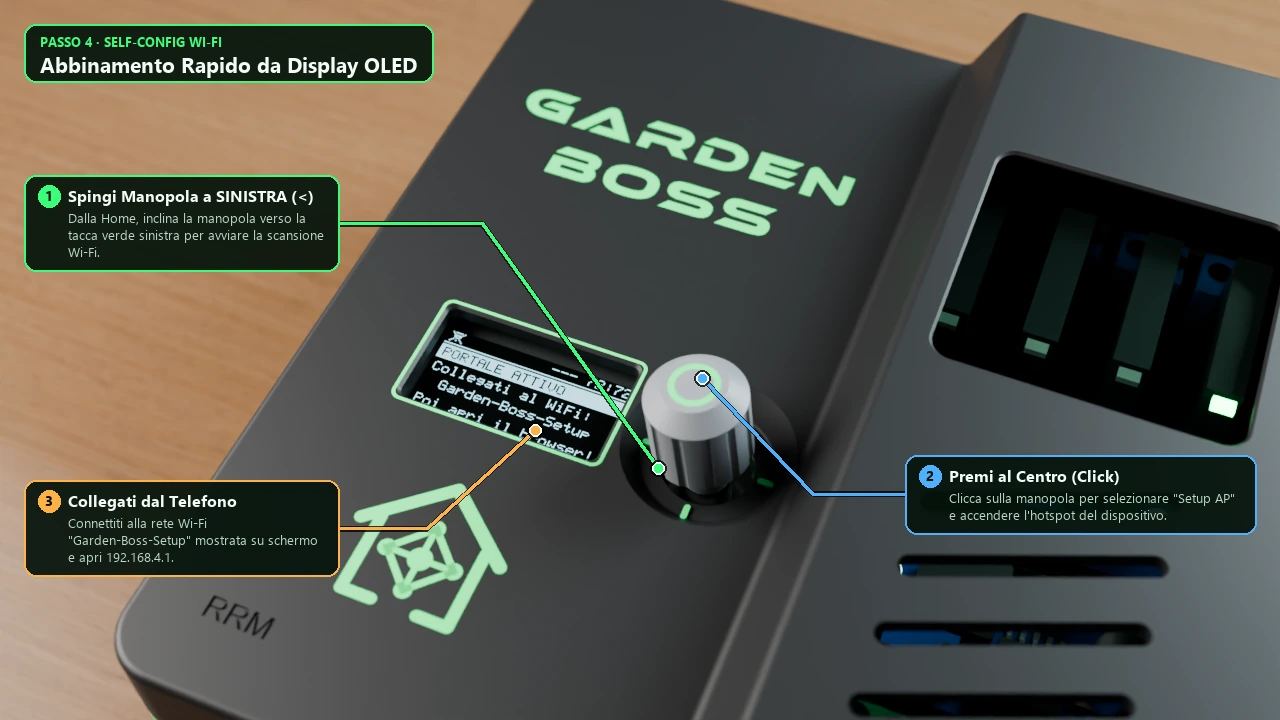 PASSO 4 · SELF-CONFIG WI-FI
Abbinamento Rapido da Display OLED
GARDEN
BOSS
1 Spingi Manopola a SINISTRA (<)
Dalla Home, inclina la manopola verso la
tacca verde sinistra per avviare la scansione
Wi-Fi.
PORTALE ATTIVO
Collegati al WiFi:
Garden-Boss-Setup
Poi apri il
2 Premi al Centro (Click)
Clicca sulla manopola per selezionare "Setup AP"
e accendere l'hotspot del dispositivo.
3 Collegati dal Telefono
Connettiti alla rete Wi-Fi
"Garden-Boss-Setup" mostrata su schermo
e apri 192.168.4.1.
RRM